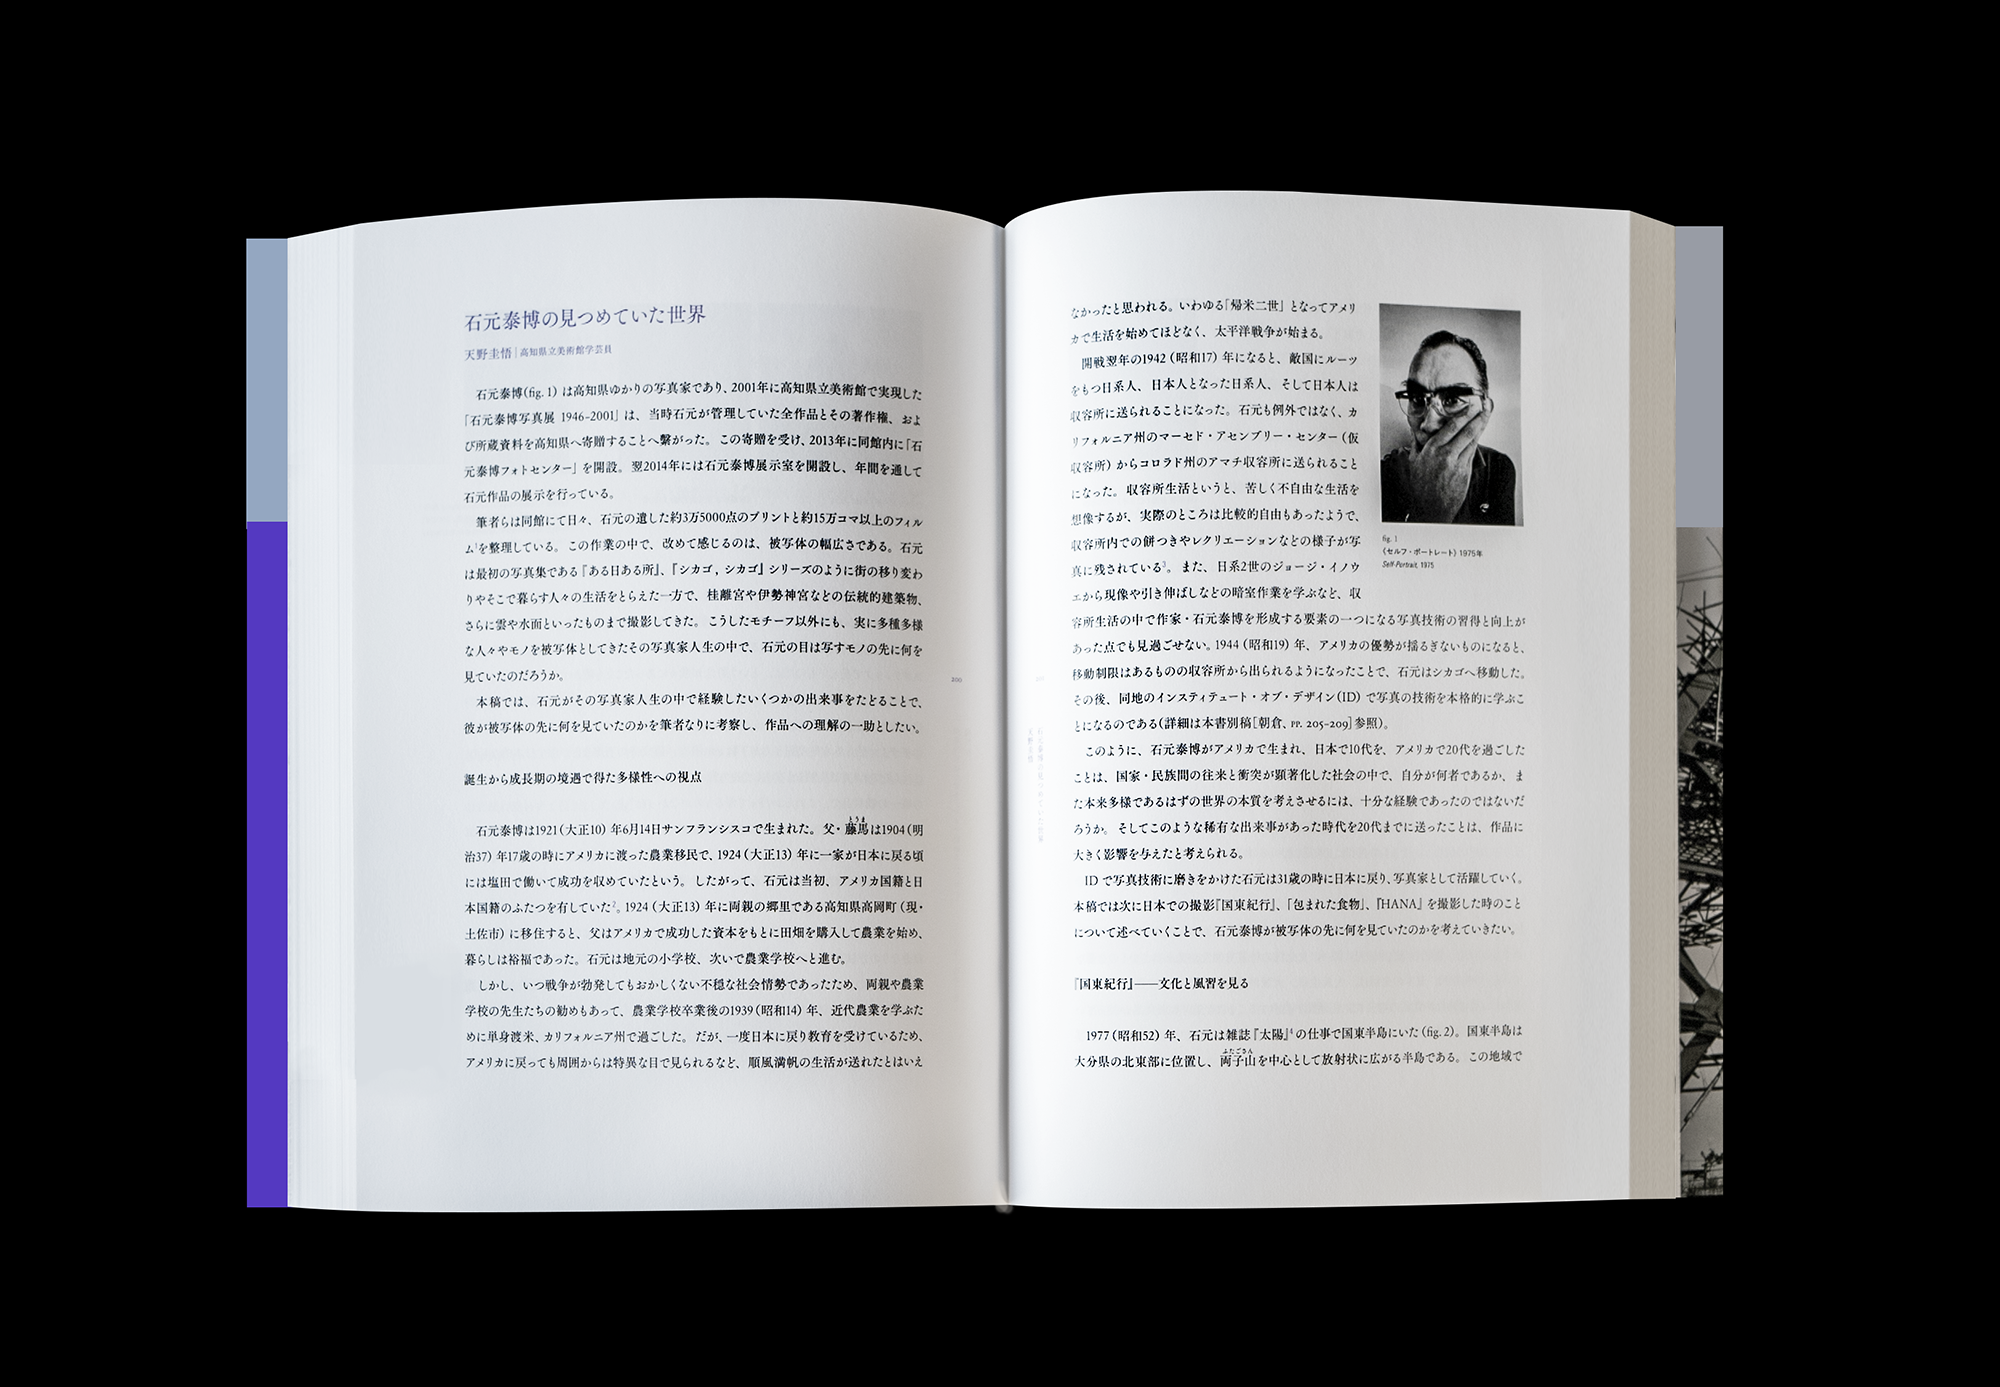 石元泰博の見つめていた世界
天野圭悟｜高知県立美術館学芸員
石元泰博(fig. 1) は高知県ゆかりの写真家であり、2001年に高知県立美術館で実現した
「石元泰博写真展 1946–2001」は、当時石元が管理していた全作品とその著作権、およ
び所蔵資料を高知県へ寄贈することへ繋がった。この寄贈を受け、2013年に同館内に「石
元泰博フォトセンター」を開設。翌2014年には石元泰博展示室を開設し、年間を通して
石元作品の展示を行っている。
筆者らは同館にて日々、石元の遺した約3万5000点のプリントと約15万コマ以上のフィル
ム¹を整理している。この作業の中で、改めて感じるのは、被写体の幅広さである。石元
は最初の写真集である『ある日ある所』、『シカゴ, シカゴ』シリーズのように街の移り変わ
りやそこで暮らす人々の生活をとらえた一方で、桂離宮や伊勢神宮などの伝統的建築物、
さらに雲や水面といったものまで撮影してきた。こうしたモチーフ以外にも、実に多種多様
な人々やモノを被写体としてきたその写真家人生の中で、石元の目は写すモノの先に何を
見ていたのだろうか。
本稿では、石元がその写真家人生の中で経験したいくつかの出来事をたどることで、
彼が被写体の先に何を見ていたのかを筆者なりに考察し、作品への理解の一助としたい。
誕生から成長期の境遇で得た多様性への視点
とうま
石元泰博は1921(大正10) 年6月14日サンフランシスコで生まれた。父・藤馬は1904(明
治37) 年17歳の時にアメリカに渡った農業移民で、1924(大正13) 年に一家が日本に戻る頃
には塩田で働いて成功を収めていたという。したがって、石元は当初、アメリカ国籍と日
本国籍のふたつを有していた²。1924 (大正13) 年に両親の郷里である高知県高岡町(現・
土佐市) に移住すると、父はアメリカで成功した資本をもとに田畑を購入して農業を始め、
暮らしは裕福であった。石元は地元の小学校、次いで農業学校へと進む。
しかし、いつ戦争が勃発してもおかしくない不穏な社会情勢であったため、両親や農業
学校の先生たちの勧めもあって、農業学校卒業後の1939(昭和14) 年、近代農業を学ぶた
めに単身渡米、カリフォルニア州で過ごした。だが、一度日本に戻り教育を受けているため、
アメリカに戻っても周囲からは特異な目で見られるなど、順風満帆の生活が送れたとはいえ
なかったと思われる。いわゆる「帰米二世」となってアメリ
カで生活を始めてほどなく、太平洋戦争が始まる。
開戦翌年の1942 (昭和17) 年になると、敵国にルーツ
をもつ日系人、日本人となった日系人、そして日本人は
収容所に送られることになった。石元も例外ではなく、カ
リフォルニア州のマーセド・アセンブリー・センター(仮
収容所) からコロラド州のアマチ収容所に送られること
になった。収容所生活というと、苦しく不自由な生活を
想像するが、実際のところは比較的自由もあったようで、
収容所内での餅つきやレクリエーションなどの様子が写
真に残されている³。また、日系2世のジョージ・イノウ
エから現像や引き伸ばしなどの暗室作業を学ぶなど、収
容所生活の中で作家・石元泰博を形成する要素の一つになる写真技術の習得と向上が
あった点でも見過ごせない。1944 (昭和19) 年、アメリカの優勢が揺るぎないものになると、
移動制限はあるものの収容所から出られるようになったことで、石元はシカゴへ移動した。
その後、同地のインスティテュート・オブ・デザイン(ID) で写真の技術を本格的に学ぶこ
とになるのである(詳細は本書別稿[朝倉、PP. 205–209]参照)。
このように、石元泰博がアメリカで生まれ、日本で10代を、アメリカで20代を過ごした
ことは、国家・民族間の往来と衝突が顕著化した社会の中で、自分が何者であるか、ま
た本来多様であるはずの世界の本質を考えさせるには、十分な経験であったのではないだ
ろうか。そしてこのような稀有な出来事があった時代を20代までに送ったことは、作品に
大きく影響を与えたと考えられる。
ID で写真技術に磨きをかけた石元は31歳の時に日本に戻り、写真家として活躍していく。
本稿では次に日本での撮影『国東紀行』、「包まれた食物」、『HANA』を撮影した時のこと
について述べていくことで、石元泰博が被写体の先に何を見ていたのかを考えていきたい。
『国東紀行』——文化と風習を見る
1977 (昭和52) 年、石元は雑誌『太陽』⁴の仕事で国東半島にいた(fig. 2)。国東半島は
ふたごさん
大分県の北東部に位置し、両子山を中心として放射状に広がる半島である。この地域で
fig. 1
《セルフ・ポートレート》1975年
Self-Portrait, 1975
石元泰博の見つめていた世界
天野圭悟